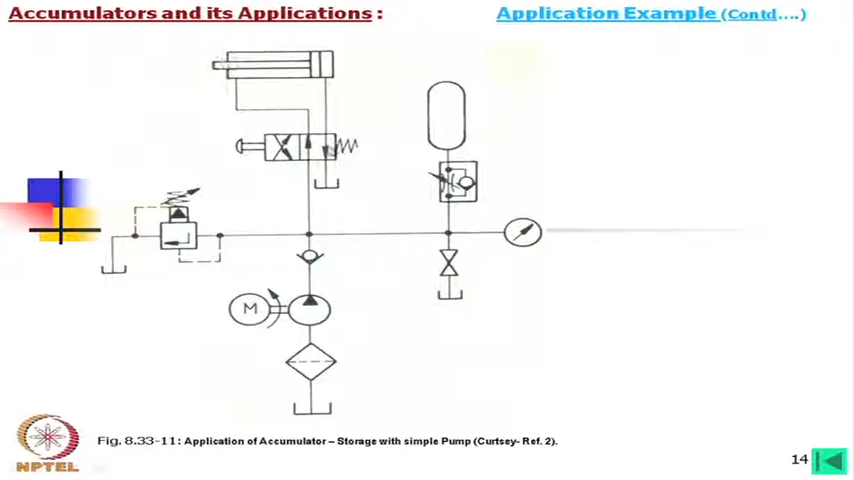 Accumulators and its Applications :
Application Example (Contd....)
M
Fig. 8.33-11: Application of Accumulator – Storage with simple Pump (Curtsey- Ref. 2).
NPTEL
14